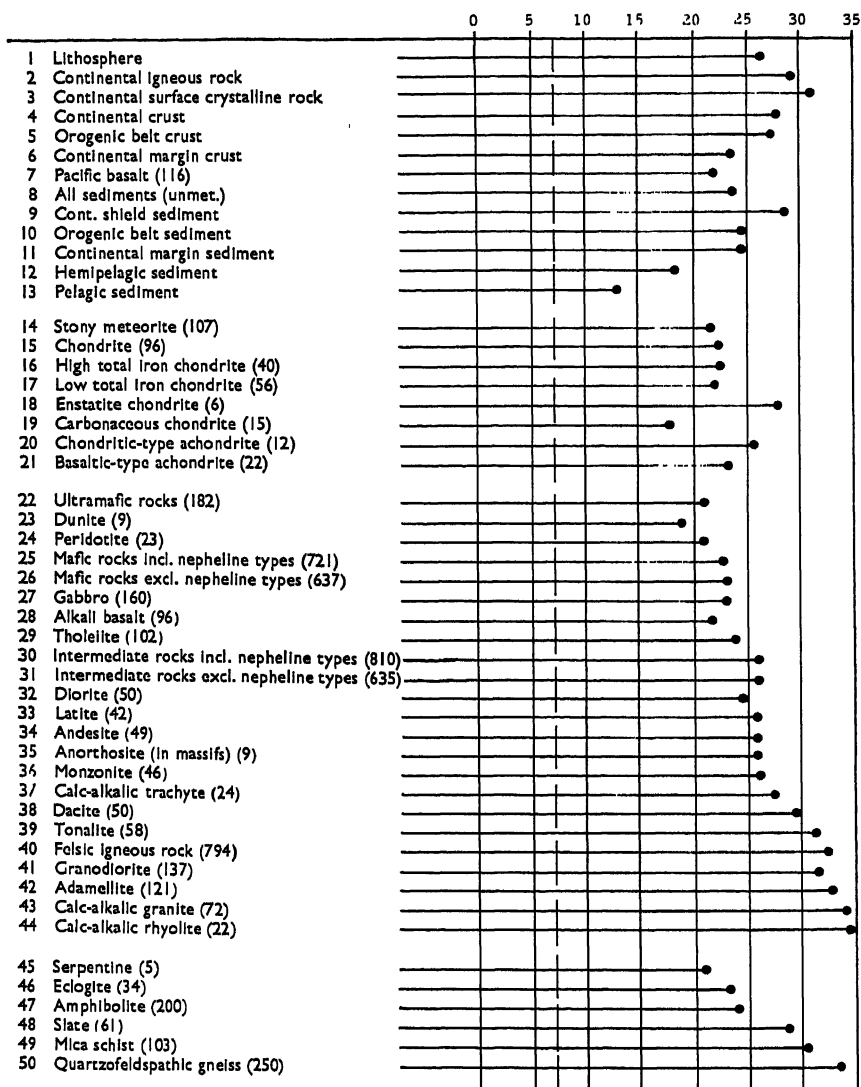 0 5 10 15 20 25 30 35
1 Lithosphere
2 Continental igneous rock
3 Continental surface crystalline rock
4 Continental crust
5 Orogenic belt crust
6 Continental margin crust
7 Pacific basalt (116)
8 All sediments (unmet.)
9 Cont. shield sediment
10 Orogenic belt sediment
11 Continental margin sediment
12 Hemipelagic sediment
13 Pelagic sediment
14 Stony meteorite (107)
15 Chondrite (96)
16 High total iron chondrite (40)
17 Low total iron chondrite (56)
18 Enstatite chondrite (6)
19 Carbonaceous chondrite (15)
20 Chondritic-type achondrite (12)
21 Basaltic-type achondrite (22)
22 Ultramafic rocks (182)
23 Dunite (9)
24 Peridotite (23)
25 Mafic rocks incl. nepheline types (721)
26 Mafic rocks excl. nepheline types (637)
27 Gabbro (160)
28 Alkali basalt (96)
29 Tholeiite (102)
30 Intermediate rocks incl. nepheline types (810)
31 Intermediate rocks excl. nepheline types (635)
32 Diorite (50)
33 Latite (42)
34 Andesite (49)
35 Anorthosite (in massifs) (9)
36 Monzonite (46)
37 Calc-alkalic trachyte (24)
38 Dacite (50)
39 Tonalite (58)
40 Felsic igneous rock (794)
41 Granodiorite (137)
42 Adamellite (121)
43 Calc-alkalic granite (72)
44 Calc-alkalic rhyolite (22)
45 Serpentine (5)
46 Eclogite (34)
47 Amphibolite (200)
48 Slate (61)
49 Mica schist (103)
50 Quartzofeldspathic gneiss (250)